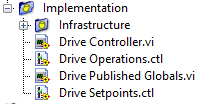 Implementation
Infrastructure
Drive Controller.vi
Drive Operations.ctl
Drive Published Globals.vi
Drive Setpoints.ctl